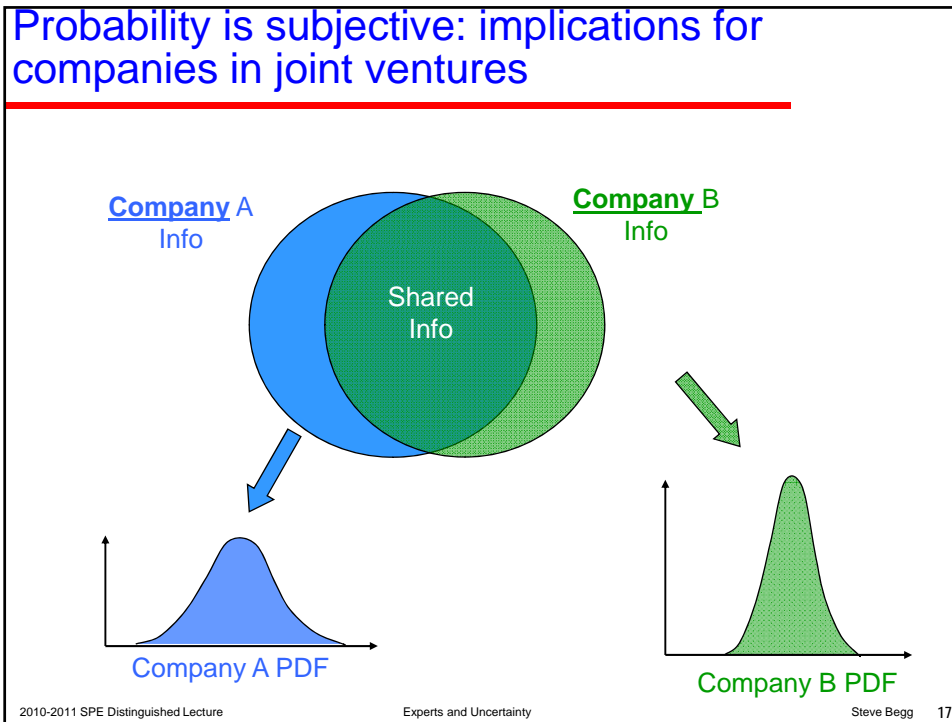 Probability is subjective: implications for
companies in joint ventures
Company A
Info
Company B
Info
Shared
Info
Company A PDF
Company B PDF
2010-2011 SPE Distinguished Lecture
Experts and Uncertainty
Steve Begg
17